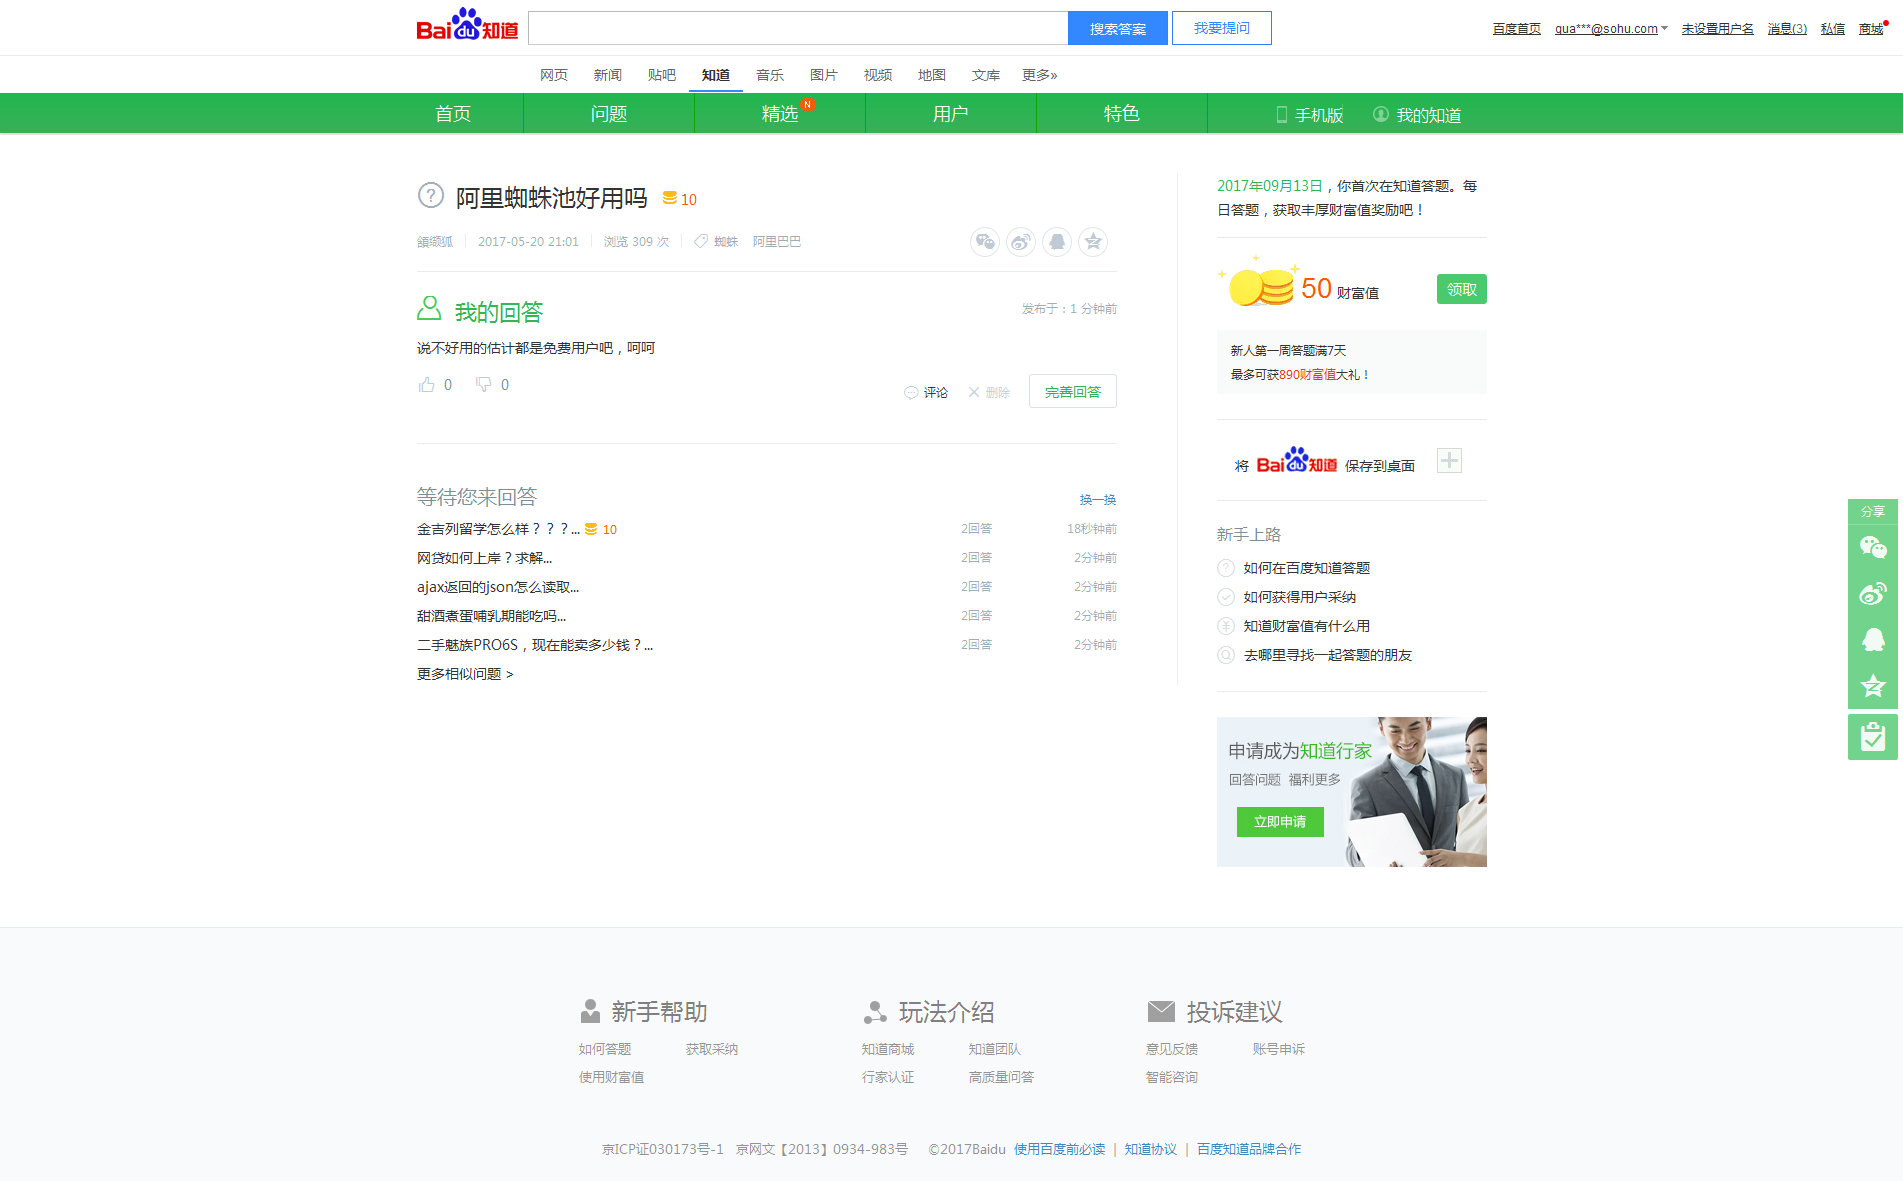 Bai du 知道
搜索答案
我要提问
百度首页
qua***@sohu.com
未设置用户名
消息(3)
私信
商城
网页 新闻 贴吧 知道 音乐 图片 视频 地图 文库 更多»
首页
问题
精选 N
用户
特色
手机版
我的知道
阿里蜘蛛池好用吗 10
2017-05-20 21:01
浏览 309 次
蜘蛛 阿里巴巴
我的回答
发布于：1 分钟前
说不好用的估计都是免费用户吧，呵呵
0 0
评论
删除
完善回答
等待您来回答
换一换
金吉列留学怎么样？？？... 10 2回答 18秒钟前
网贷如何上岸？求解... 2回答 2分钟前
ajax返回的json怎么读取... 2回答 2分钟前
甜酒煮蛋哺乳期能吃吗... 2回答 2分钟前
二手魅族PRO6S，现在能卖多少钱？... 2回答 2分钟前
更多相似问题 >
2017年09月13日，你首次在知道答题。每
日答题，获取丰厚财富值奖励吧！
50 财富值
领取
新人第一周答题满7天
最多可获890财富值大礼！
将 Bai du 知道 保存到桌面
新手上路
如何在百度知道答题
如何获得用户采纳
知道财富值有什么用
去哪里寻找一起答题的朋友
申请成为知道行家
回答问题 福利更多
立即申请
分享
新手帮助
如何答题 获取采纳
使用财富值
玩法介绍
知道商城 知道团队
行家认证 高质量问答
投诉建议
意见反馈 账号申诉
智能咨询
京ICP证030173号-1 京网文【2013】0934-983号 ©2017Baidu 使用百度前必读 | 知道协议 | 百度知道品牌合作